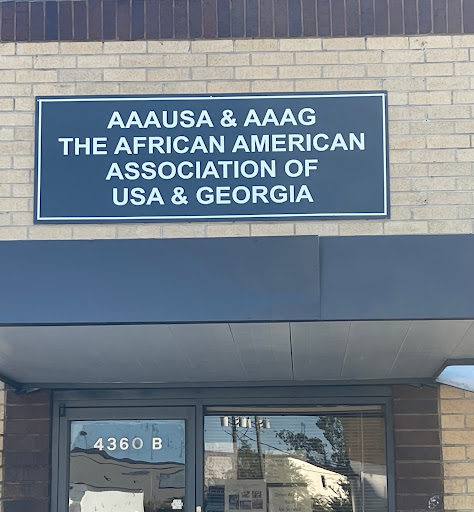 AAAUSA & AAAG
THE AFRICAN AMERICAN
ASSOCIATION OF
USA & GEORGIA
4360 B